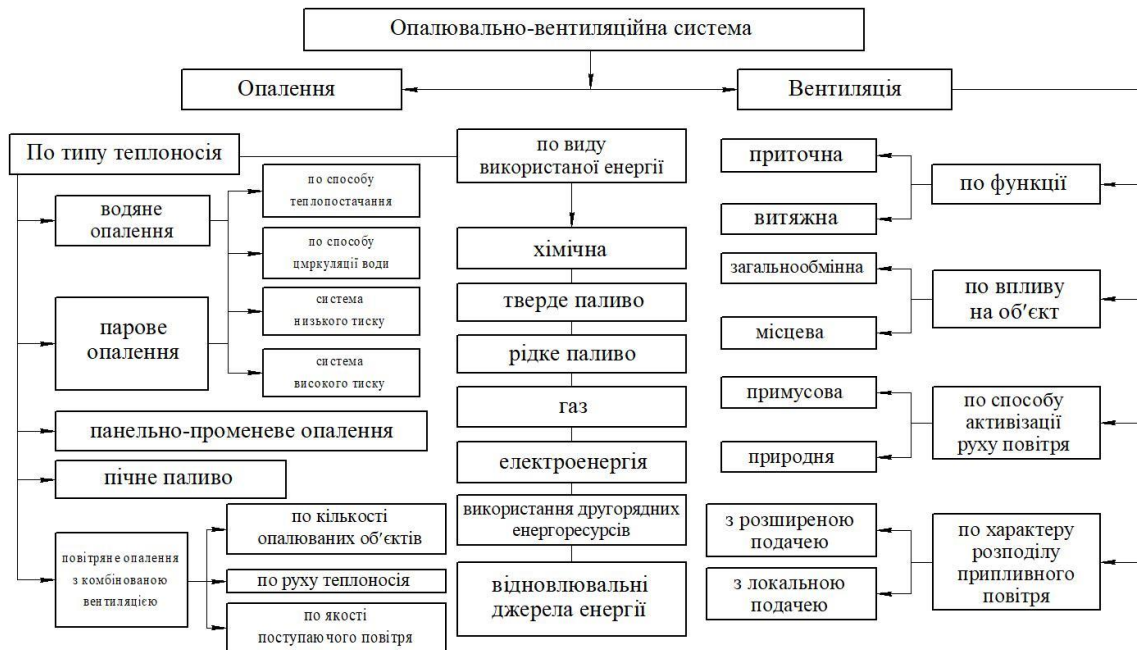 Опалювально-вентиляційна система
Опалення
Вентиляція
По типу теплоносія
водяне
опалення
по способу
теплопостачання
по способу
цмркуляції води
парове
опалення
система
низького тиску
система
високого тиску
панельно-променеве опалення
пічне паливо
повітряне опалення
з комбінованою
вентиляцією
по кількості
опалюваних об'єктів
по руху теплоносія
по якості
поступаючого повітря
по виду
використаної енергії
хімічна
тверде паливо
рідке паливо
газ
електроенергія
використання другорядних
енергоресурсів
відновлювальні
джерела енергії
приточна
витяжна
по функції
загальнообмінна
місцева
по впливу
на об'єкт
примусова
природня
по способу
активізації
руху повітря
з розширеною
подачею
з локальною
подачею
по характеру
розподілу
припливного
повітря